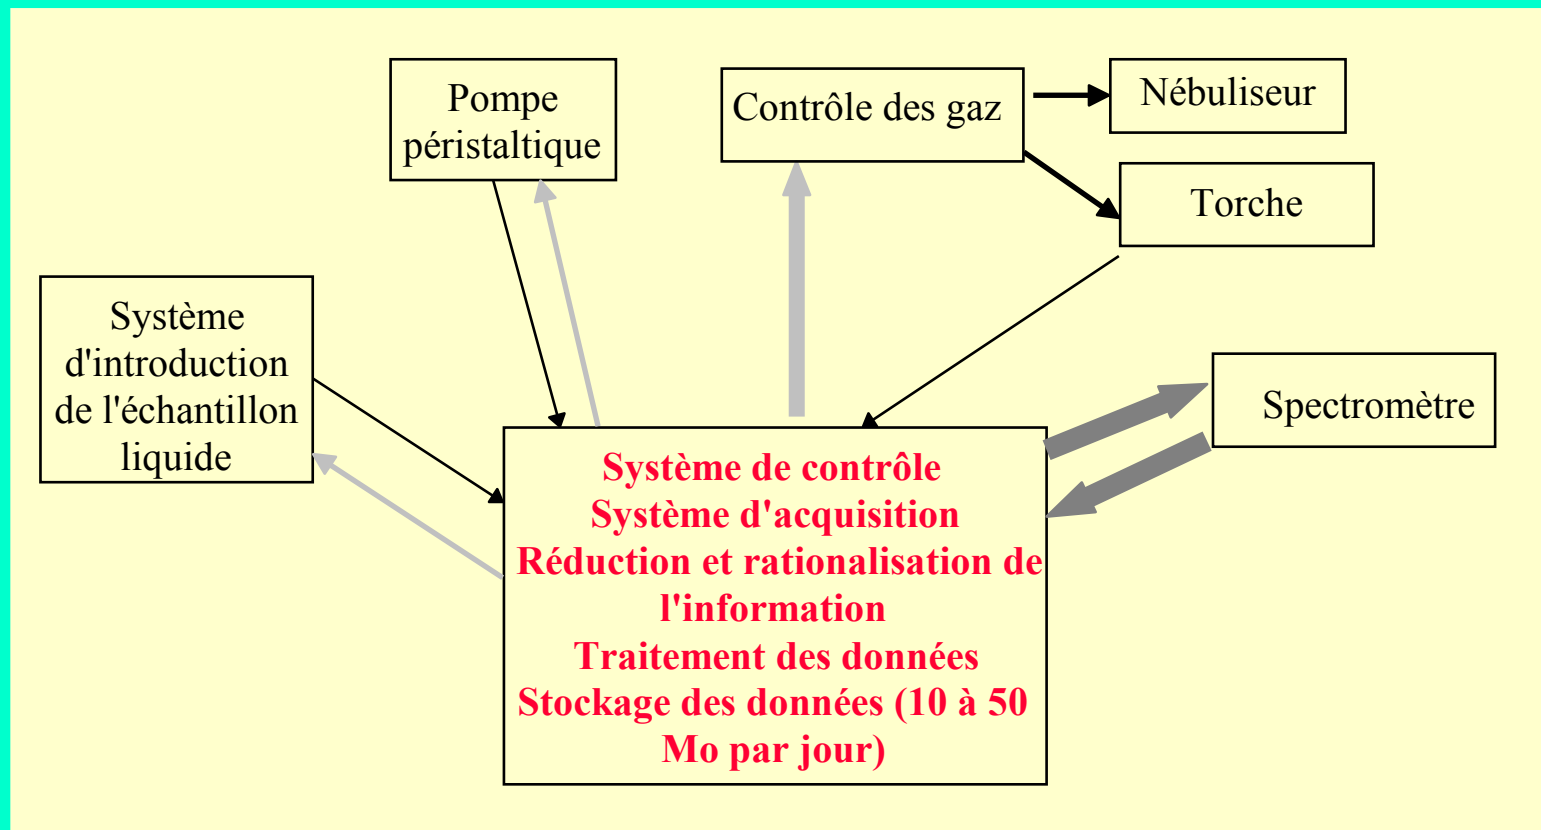 Pompe
péristaltique
Contrôle des gaz
Nébuliseur
Torche
Système
d'introduction
de l'échantillon
liquide
Spectromètre
Système de contrôle
Système d'acquisition
Réduction et rationalisation de
l'information
Traitement des données
Stockage des données (10 à 50
Mo par jour)